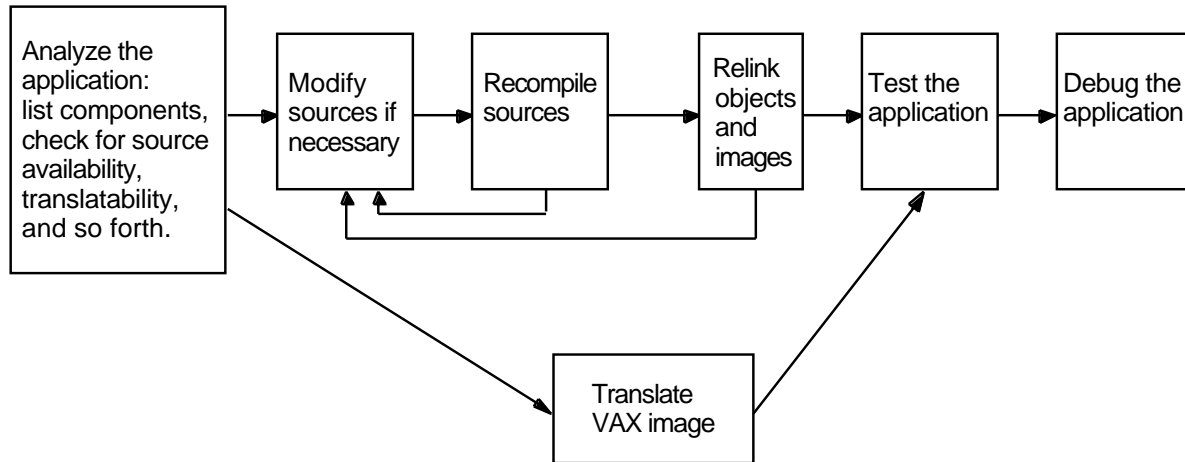 Analyze the
application:
list components,
check for source
availability,
translatability,
and so forth.
Modify
sources if
necessary
Recompile
sources
Relink
objects
and
images
Test the
application
Debug the
application
Translate
VAX image